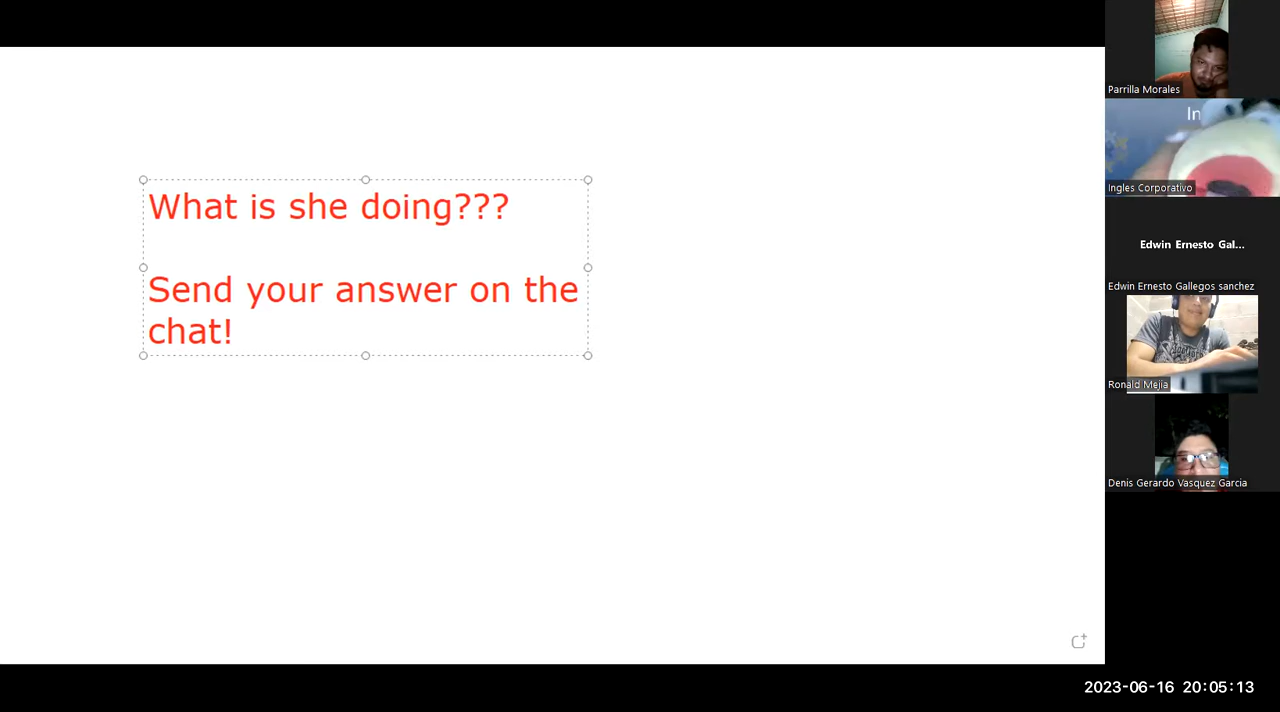 What is she doing???
Send your answer on the
chat!
Parrilla Morales
In
Ingles Corporativo
Edwin Ernesto Gal...
Edwin Ernesto Gallegos sanchez
Ronald Mejia
Denis Gerardo Vasquez Garcia
2023-06-16 20:05:13